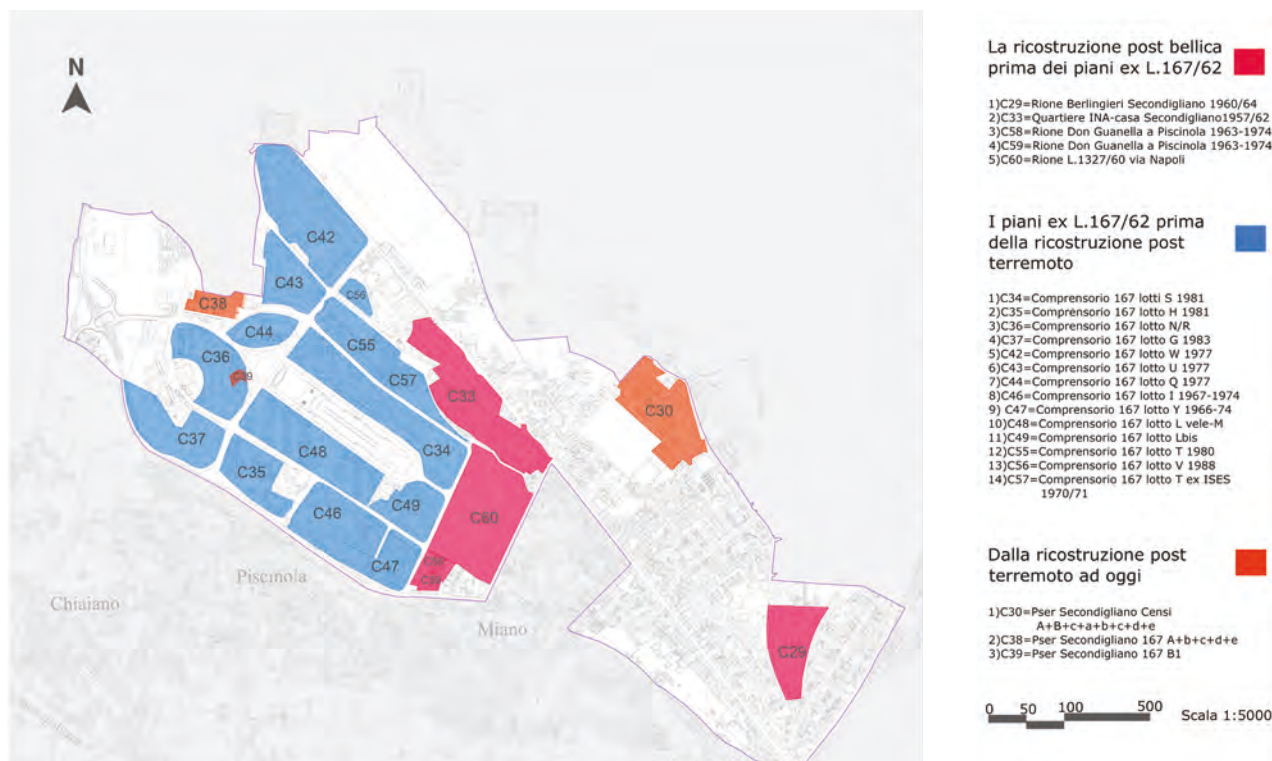 N
C42
C43
C56
C38
C44
C55
C36
C39
C57
C33
C30
C37
C48
C34
C35
C49
C46
C60
C47
C58
C59
Piscinola
Chiaiano
Miano
C29
La ricostruzione post bellica
prima dei piani ex L.167/62
1)C29=Rione Berlingieri Secondigliano 1960/64
2)C33=Quartiere INA-casa Secondigliano1957/62
3)C58=Rione Don Guanella a Piscinola 1963-1974
4)C59=Rione Don Guanella a Piscinola 1963-1974
5)C60=Rione L.1327/60 via Napoli
I piani ex L.167/62 prima
della ricostruzione post
terremoto
1)C34=Comprensorio 167 lotti S 1981
2)C35=Comprensorio 167 lotto H 1981
3)C36=Comprensorio 167 lotto N/R
4)C37=Comprensorio 167 lotto G 1983
5)C42=Comprensorio 167 lotto W 1977
6)C43=Comprensorio 167 lotto U 1977
7)C44=Comprensorio 167 lotto Q 1977
8)C46=Comprensorio 167 lotto I 1967-1974
9) C47=Comprensorio 167 lotto Y 1966-74
10)C48=Comprensorio 167 lotto L vele-M
11)C49=Comprensorio 167 lotto Lbis
12)C55=Comprensorio 167 lotto T 1980
13)C56=Comprensorio 167 lotto V 1988
14)C57=Comprensorio 167 lotto T ex ISES
1970/71
Dalla ricostruzione post
terremoto ad oggi
1)C30=Pser Secondigliano Censi
A+B+c+a+b+c+d+e
2)C38=Pser Secondigliano 167 A+b+c+d+e
3)C39=Pser Secondigliano 167 B1
0 50 100 500 Scala 1:5000